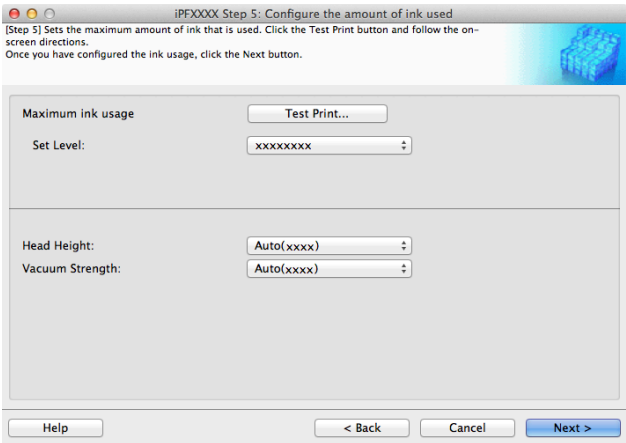 iPFXXXX Step 5: Configure the amount of ink used
[Step 5] Sets the maximum amount of ink that is used. Click the Test Print button and follow the on-
screen directions.
Once you have configured the ink usage, click the Next button.
Maximum ink usage Test Print...
Set Level: xxxxxxxx
Head Height: Auto(xxxx)
Vacuum Strength: Auto(xxxx)
Help < Back Cancel Next >